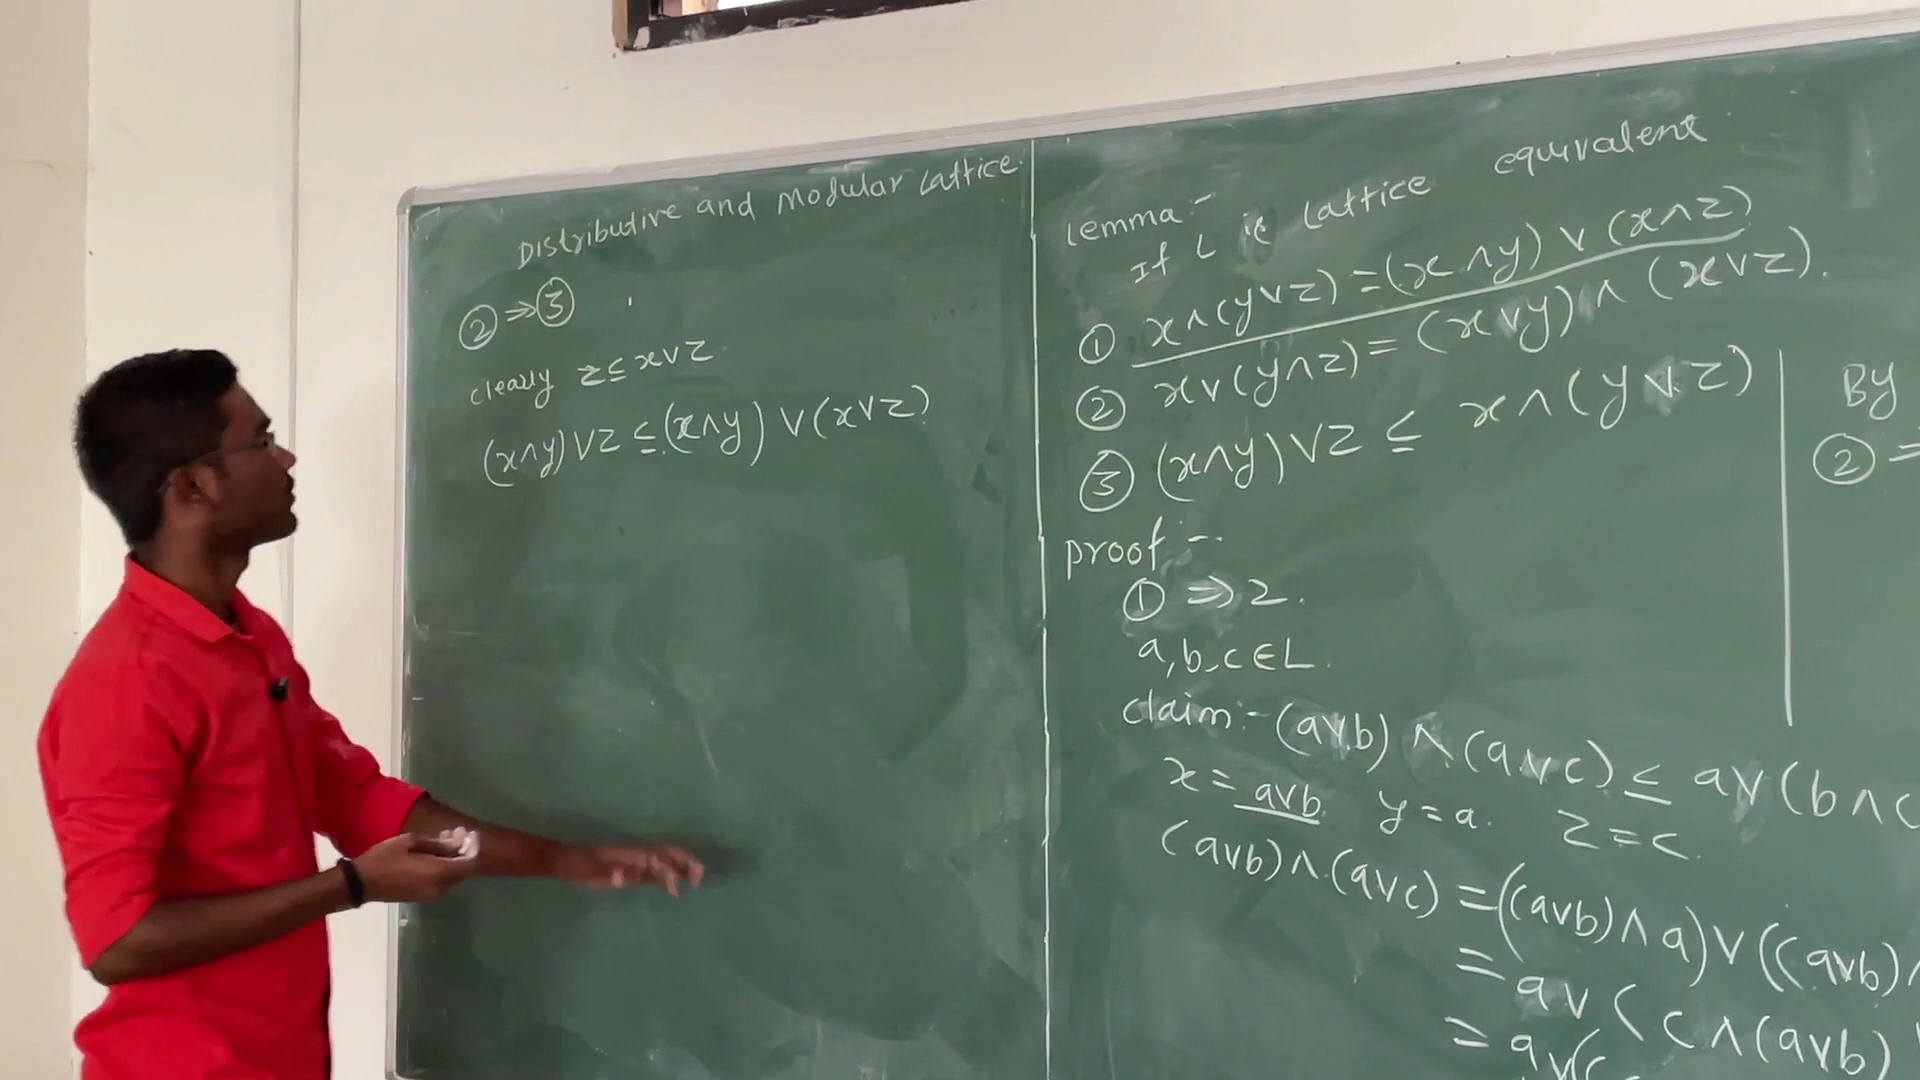 Distributive and Modular Lattice.
② ⇒ ③
clearly z ≤ x∨z
(x∧y)∨z ≤ (x∧y)∨(x∨z)
lemma:-
If L is Lattice equivalent
① x∧(y∨z) = (x∧y)∨(x∧z)
② x∨(y∧z) = (x∨y)∧(x∨z).
③ (x∧y)∨z ≤ x∧(y∨z)
proof:-
① ⇒ 2.
a,b,c∈L.
claim:- (a∨b)∧(a∨c) ≤ a∨(b∧c
x = a∨b y = a. z = c.
(a∨b)∧(a∨c) = ((a∨b)∧a)∨((a∨b)∧
= a∨(c∧(a∨b)
= a∨(c
By
② =